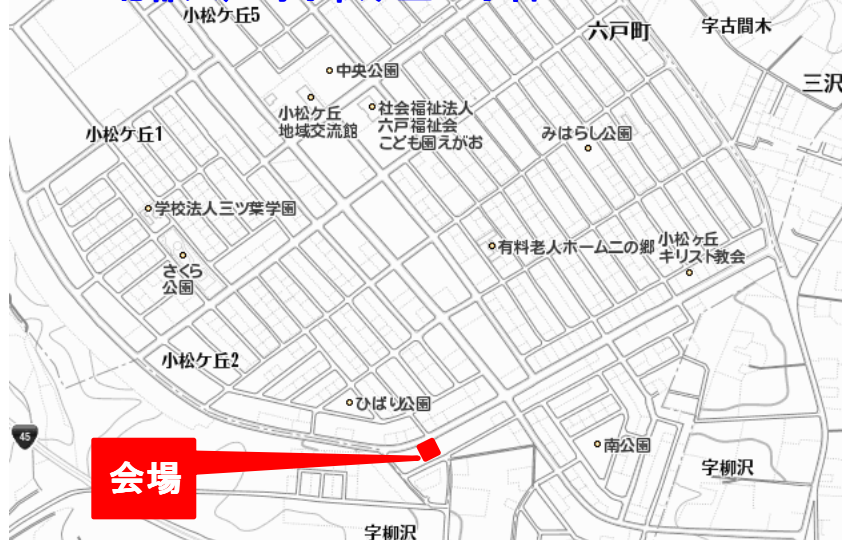 小松ケ丘5
六戸町
字古間木
三沢
中央公園
小松ケ丘
地域交流館
社会福祉法人
六戸福祉会
こども園えがお
小松ケ丘1
みはらし公園
学校法人三ツ葉学園
さくら
公園
有料老人ホーム二の郷
小松ヶ丘
キリスト教会
小松ケ丘2
ひばり公園
45
会場
南公園
字柳沢
字柳沢